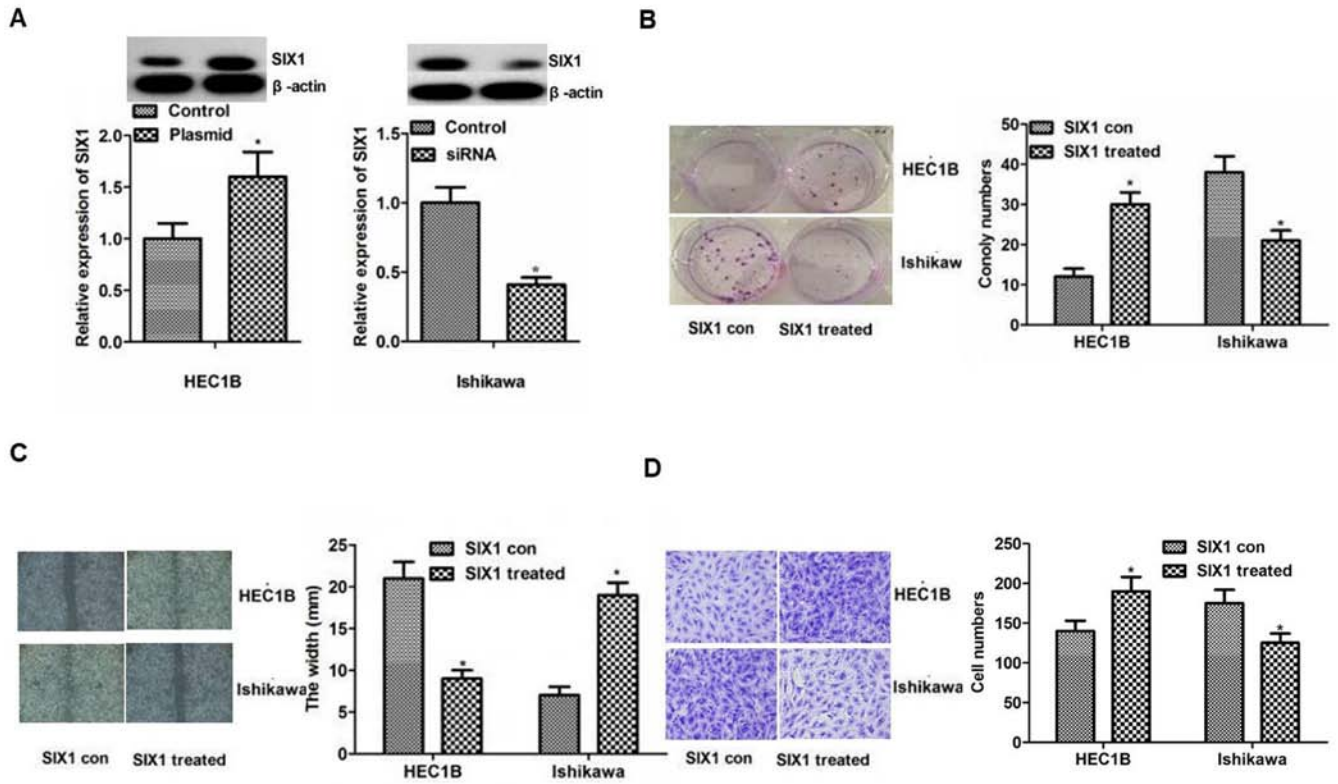 A
SIX1
β -actin
Control
Plasmid
Relative expression of SIX1
2.0
1.5
1.0
0.5
0.0
*
HEC1B
SIX1
β -actin
Control
siRNA
Relative expression of SIX1
1.5
1.0
0.5
0.0
*
Ishikawa
B
HEC1B
Ishikaw
SIX1 con
SIX1 treated
SIX1 con
SIX1 treated
Conoly numbers
50
40
30
20
10
0
*
*
HEC1B
Ishikawa
C
HEC1B
Ishikawa
SIX1 con
SIX1 treated
SIX1 con
SIX1 treated
The width (mm)
25
20
15
10
5
0
*
*
HEC1B
Ishikawa
D
HEC1B
Ishikawa
SIX1 con
SIX1 treated
SIX1 con
SIX1 treated
Cell numbers
250
200
150
100
50
0
*
*
HEC1B
Ishikawa